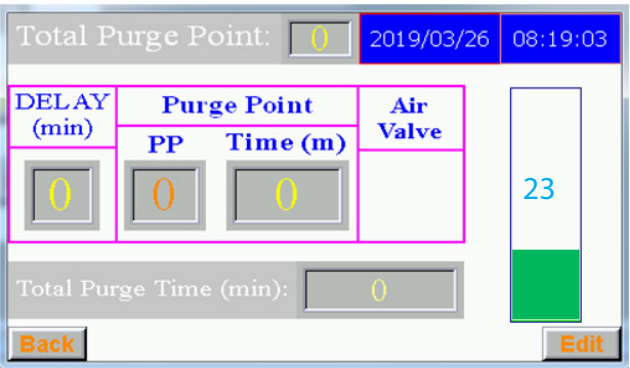 Total Purge Point: 0 2019/03/26 08:19:03
DELAY (min)
Purge Point
PP Time (m)
Air Valve
0 0 0
23
Total Purge Time (min): 0
Back Edit